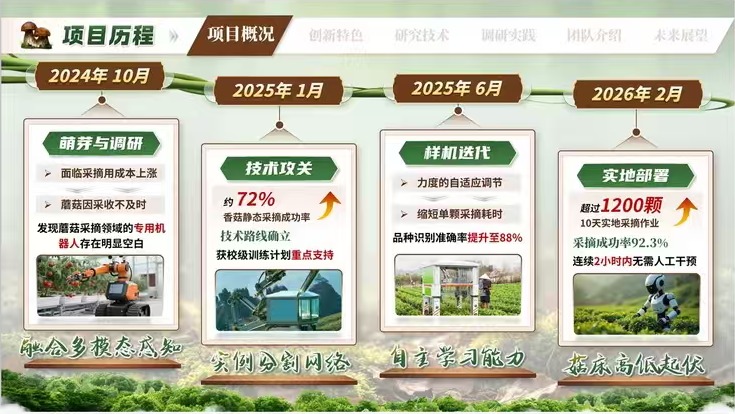 项目历程
项目概况
创新特色
研究技术
调研实践
团队介绍
未来展望
2024年 10月
萌芽与调研
面临采摘用成本上涨
蘑菇因采收不及时
发现蘑菇采摘领域的专用机
器人存在明显空白
融合多模态感知
2025年 1月
技术攻关
约 72%
香菇静态采摘成功率
技术路线确立
获校级训练计划重点支持
实例分割网络
2025年 6月
样机迭代
力度的自适应调节
缩短单颗采摘耗时
品种识别准确率提升至88%
自主学习能力
2026年 2月
实地部署
超过1200颗
10天实地采摘作业
采摘成功率92.3%
连续2小时内无需人工干预
菇床高低起伏